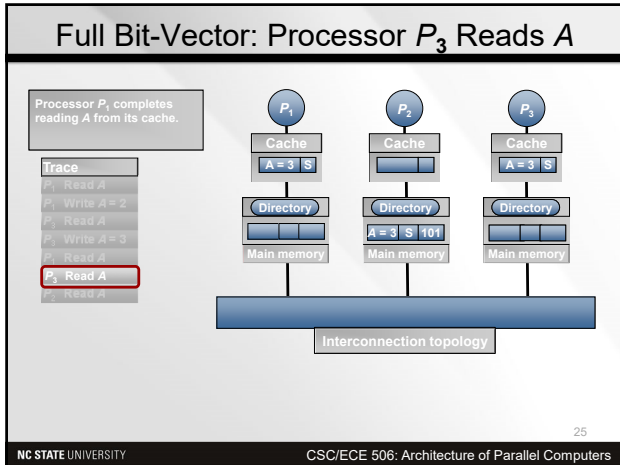 Full Bit-Vector: Processor P₃ Reads A
Processor P₁ completes
reading A from its cache.
Trace
P₁ Read A
P₁ Write A = 2
P₃ Read A
P₃ Write A = 3
P₁ Read A
P₃ Read A
P₂ Read A
P₁
P₂
P₃
Cache
Cache
Cache
A = 3 S
A = 3 S
Directory
Directory
Directory
A = 3 S 101
Main memory
Main memory
Main memory
Interconnection topology
25
NC STATE UNIVERSITY
CSC/ECE 506: Architecture of Parallel Computers